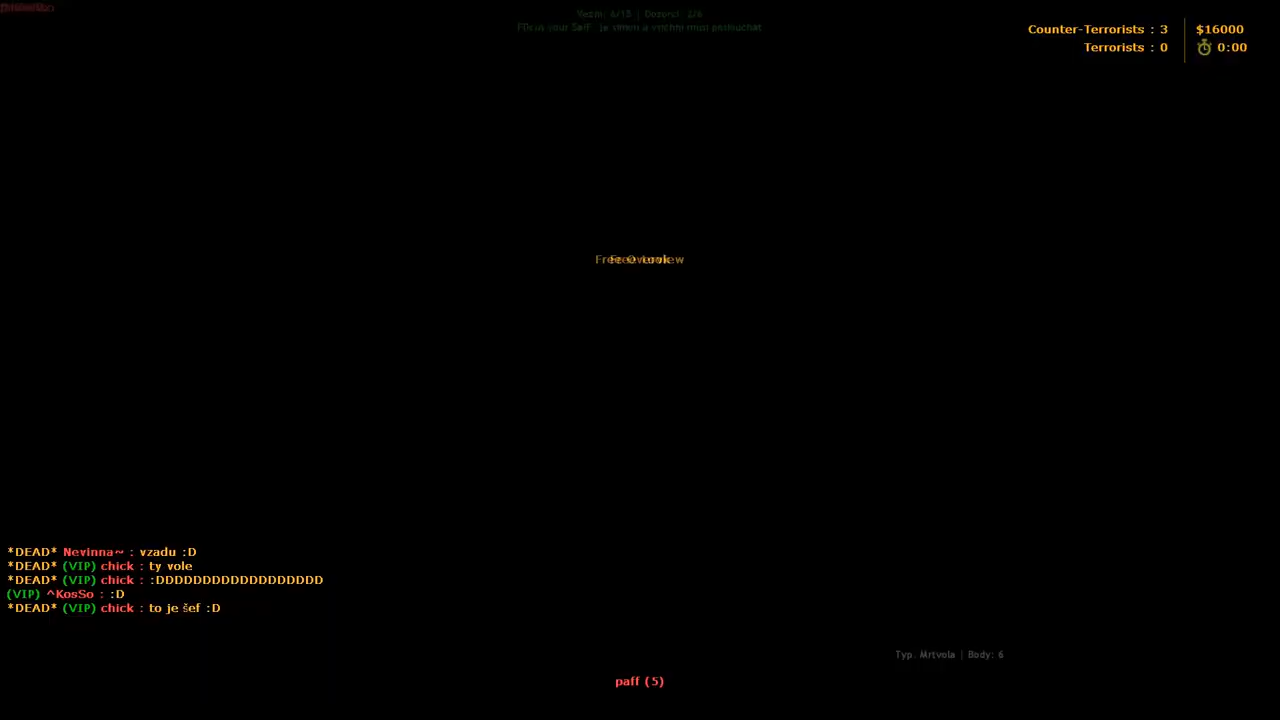 Counter-Terrorists : 3
$16000
Terrorists : 0
0:00
*DEAD* Nevinna~ : vzadu :D
*DEAD* (VIP) chick : ty vole
*DEAD* (VIP) chick : :DDDDDDDDDDDDDDDDDD
(VIP) ^KosSo : :D
*DEAD* (VIP) chick : to je šef :D
Typ: Mrtvola | Body: 6
paff (5)